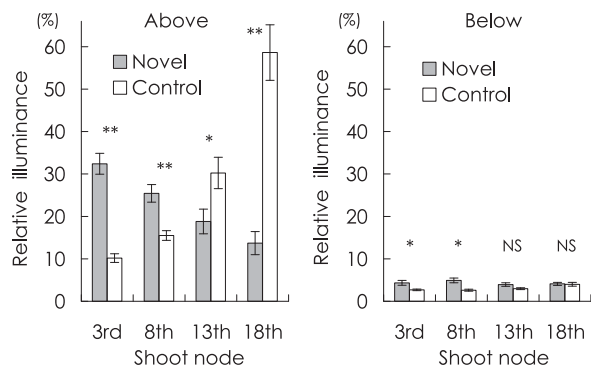 (%)
Above
60
50
40
30
20
10
0
Relative illuminance
Novel
Control
**
**
*
**
3rd 8th 13th 18th
Shoot node
(%)
Below
60
50
40
30
20
10
0
Relative illuminance
Novel
Control
* * NS NS
3rd 8th 13th 18th
Shoot node